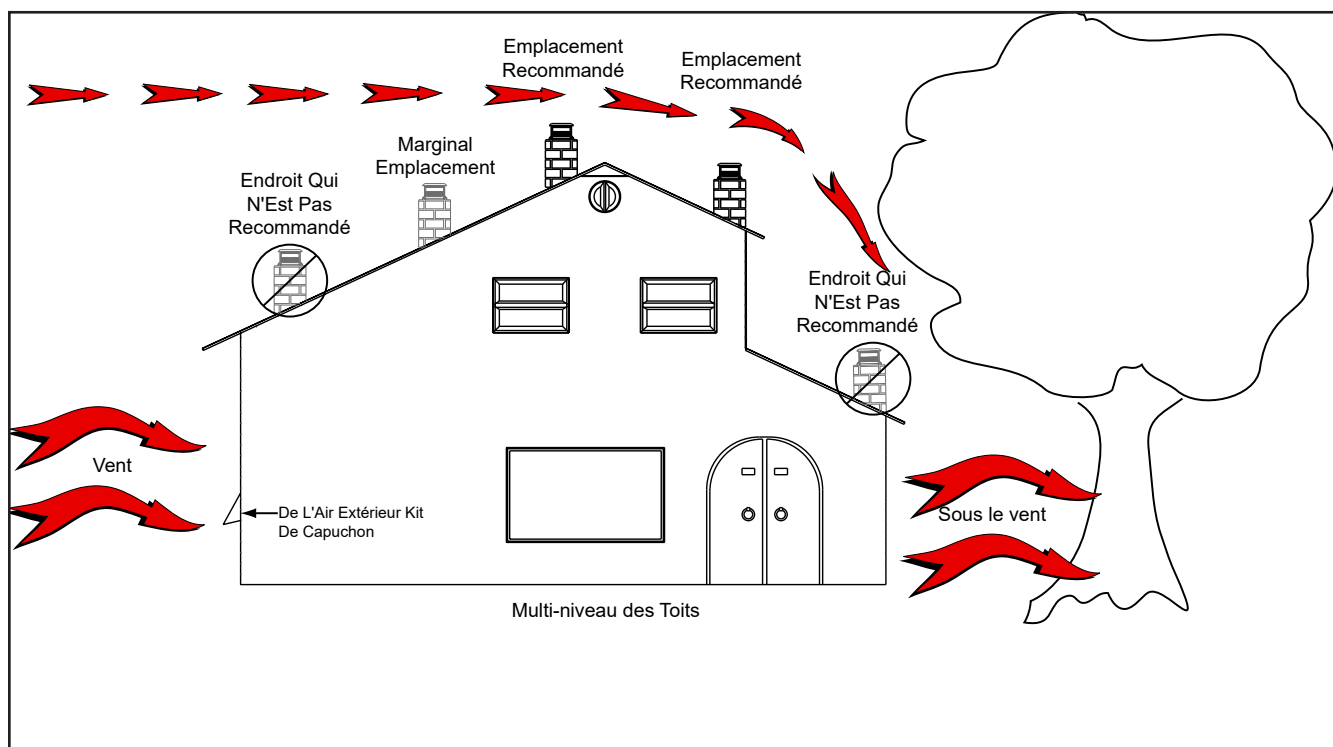 Emplacement
Recommandé
Emplacement
Recommandé
Marginal
Emplacement
Endroit Qui
N'Est Pas
Recommandé
Endroit Qui
N'Est Pas
Recommandé
Vent
De L'Air Extérieur Kit
De Capuchon
Sous le vent
Multi-niveau des Toits